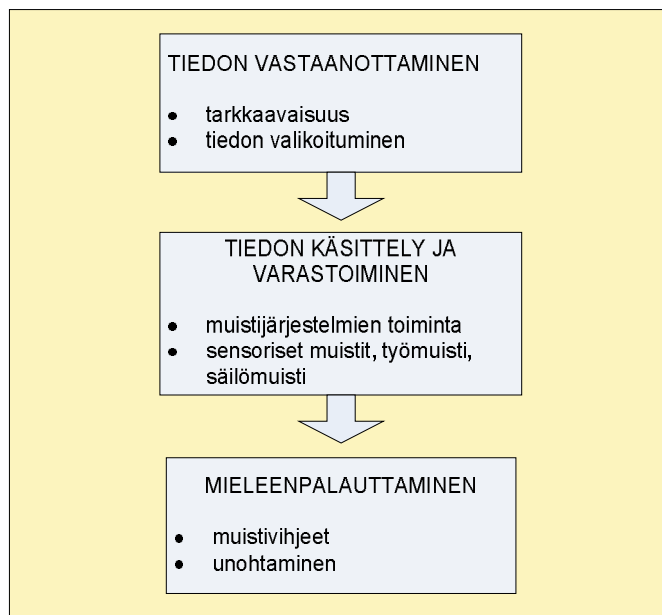 TIEDON VASTAANOTTAMINEN
• tarkkaavaisuus
• tiedon valikoituminen
TIEDON KÄSITTELY JA
VARASTOIMINEN
• muistijärjestelmien toiminta
• sensoriset muistit, työmuisti,
säilömuisti
MIELEENPALAUTTAMINEN
• muistivihjeet
• unohtaminen